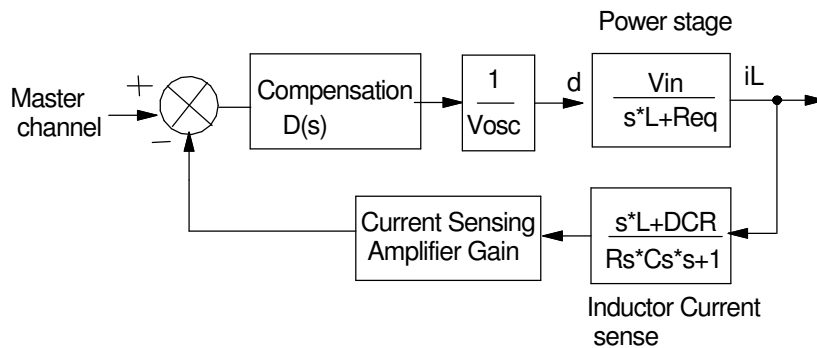 Power stage
Master
channel
+
−
Compensation
D(s)
1
Vosc
d
Vin
s*L+Req
iL
Current Sensing
Amplifier Gain
s*L+DCR
Rs*Cs*s+1
Inductor Current
sense